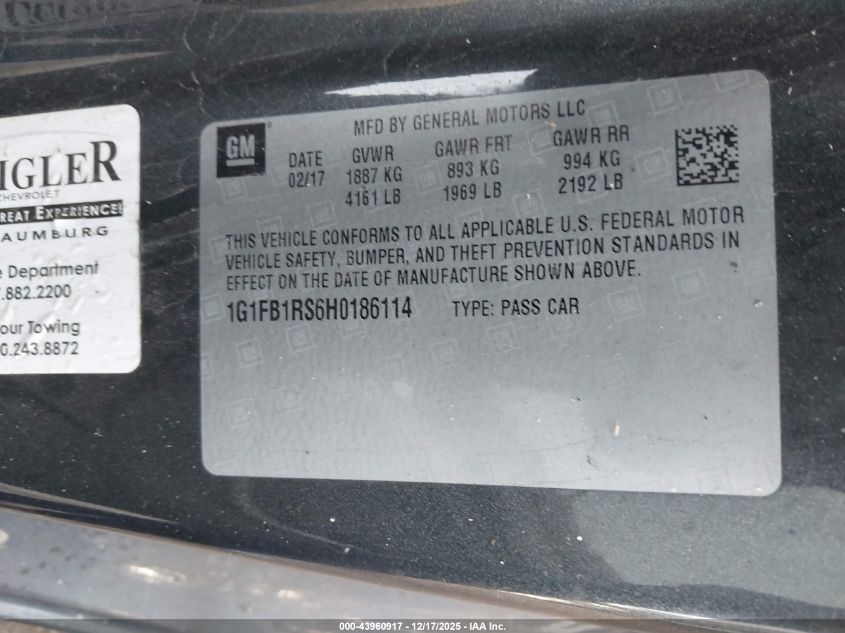 IGLER
CHEVROLET
REAT EXPERIENCE!
AUMBURG
e Department
.882.2200
our Towing
0.243.8872
GM
MFD BY GENERAL MOTORS LLC
DATE GVWR GAWR FRT GAWR RR
02/17 1887 KG 893 KG 994 KG
4161 LB 1969 LB 2192 LB
THIS VEHICLE CONFORMS TO ALL APPLICABLE U.S. FEDERAL MOTOR
VEHICLE SAFETY, BUMPER, AND THEFT PREVENTION STANDARDS IN
EFFECT ON THE DATE OF MANUFACTURE SHOWN ABOVE.
1G1FB1RS6H0186114 TYPE: PASS CAR
000-43960917 - 12/17/2025 - IAA Inc.